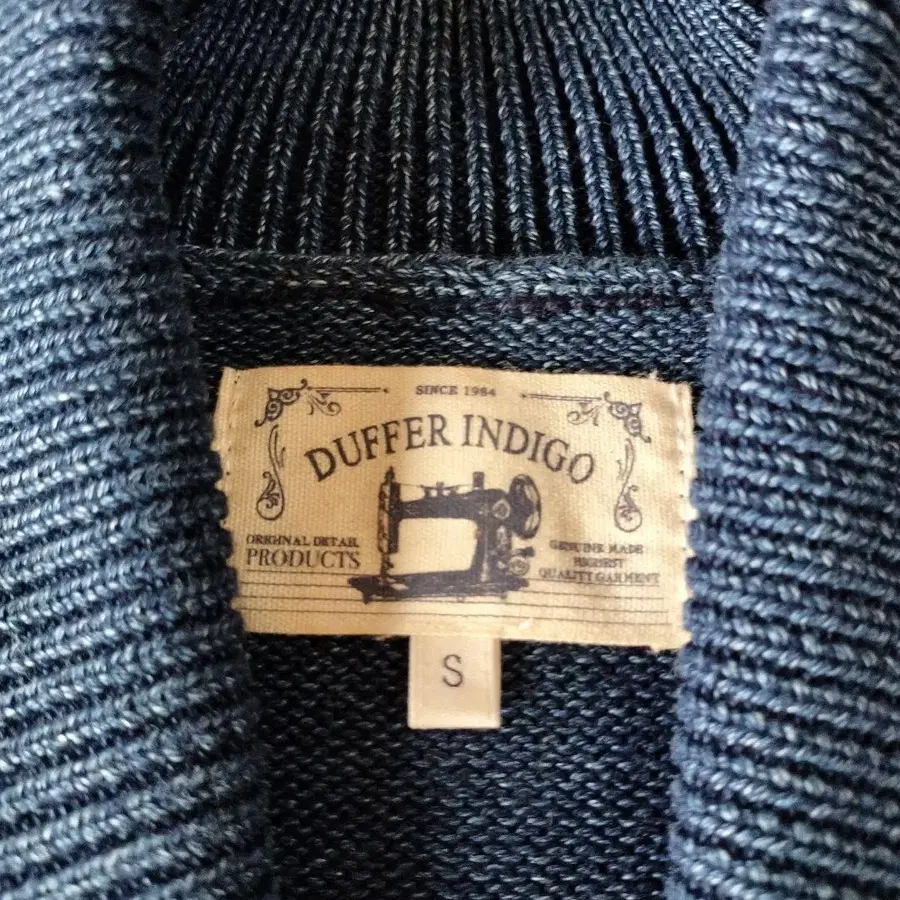 SINCE 1984
DUFFER INDIGO
ORIGINAL DETAIL
PRODUCTS
GENUINE MADE
HIGHEST
QUALITY GARMENT
S